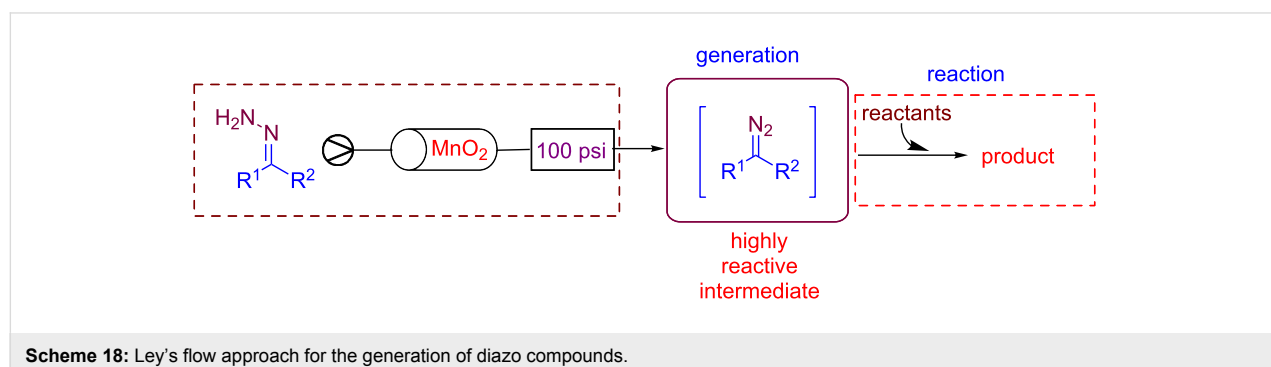 generation
reaction
H₂N
N
R¹ R²
MnO₂
100 psi
N₂
R¹ R²
reactants
product
highly
reactive
intermediate
Scheme 18: Ley's flow approach for the generation of diazo compounds.